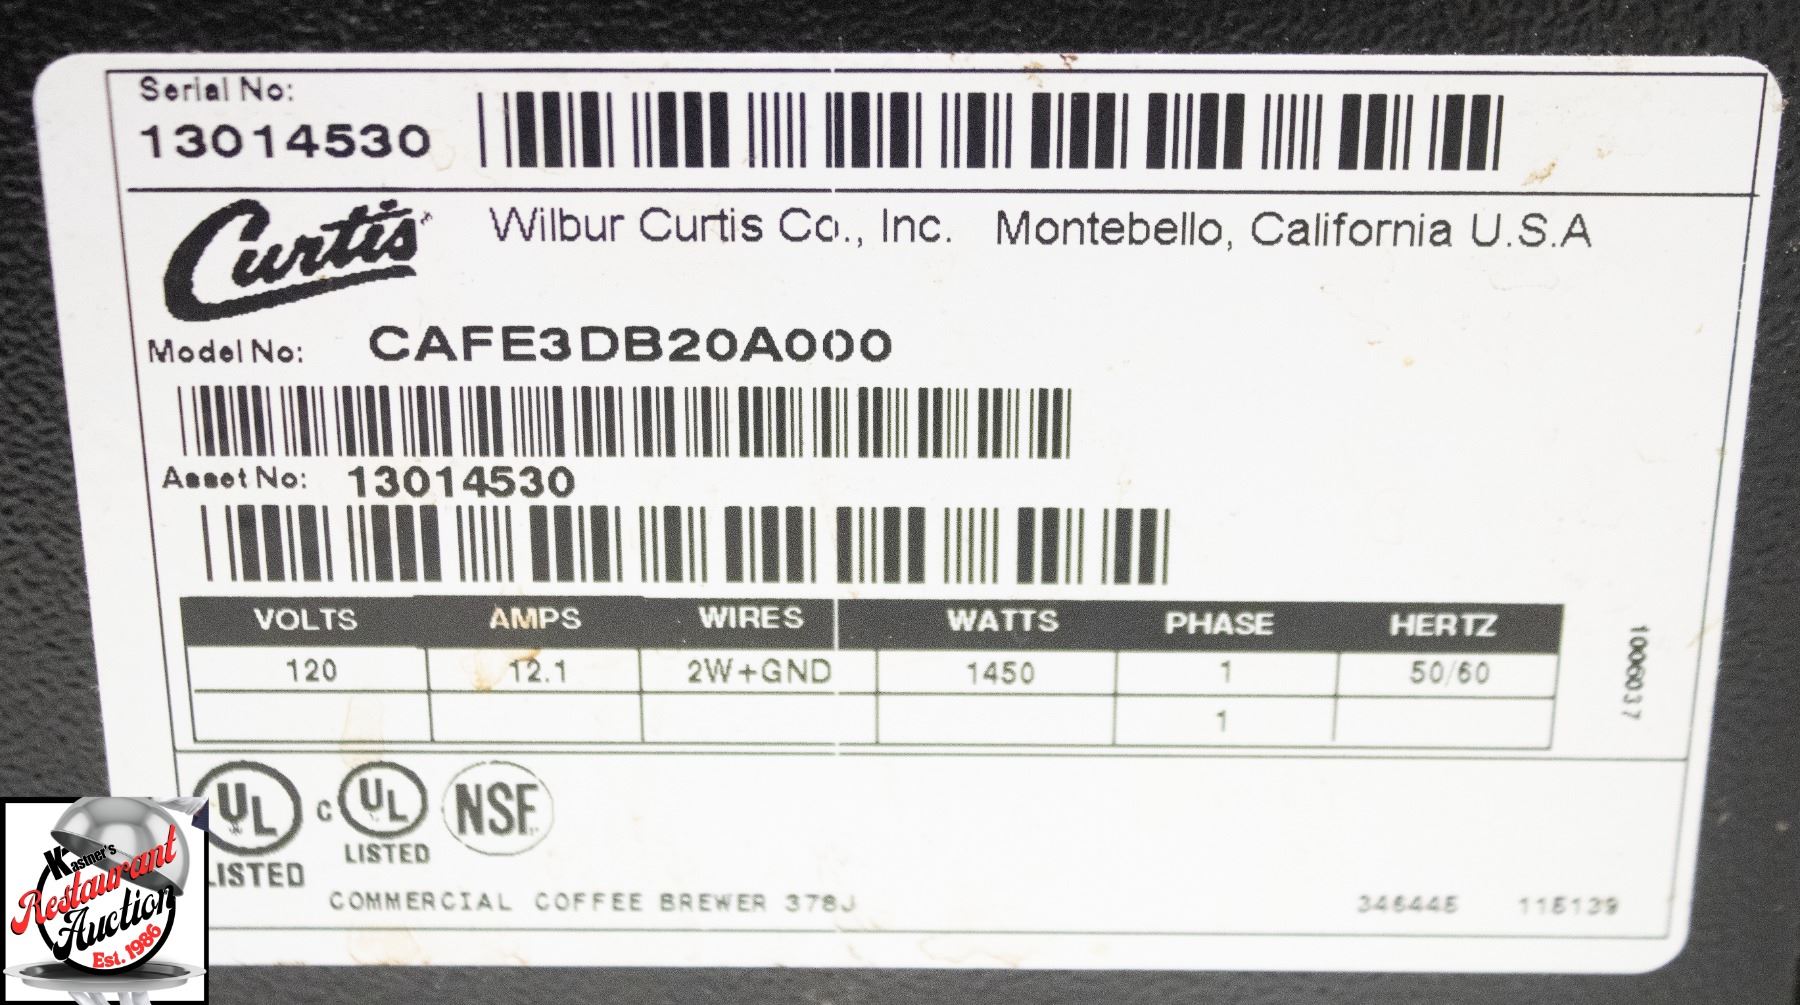 Serial No:
13014530
Curtis
Wilbur Curtis Co., Inc. Montebello, California U.S.A
Model No: CAFE3DB20A000
Asset No: 13014530
VOLTS AMPS WIRES WATTS PHASE HERTZ
120 12.1 2W+GND 1450 1 50/60
1
1006037
UL C UL NSF
LISTED LISTED
COMMERCIAL COFFEE BREWER 378J 346445 115139
Kastner's
Restaurant
Auction
Est. 1986